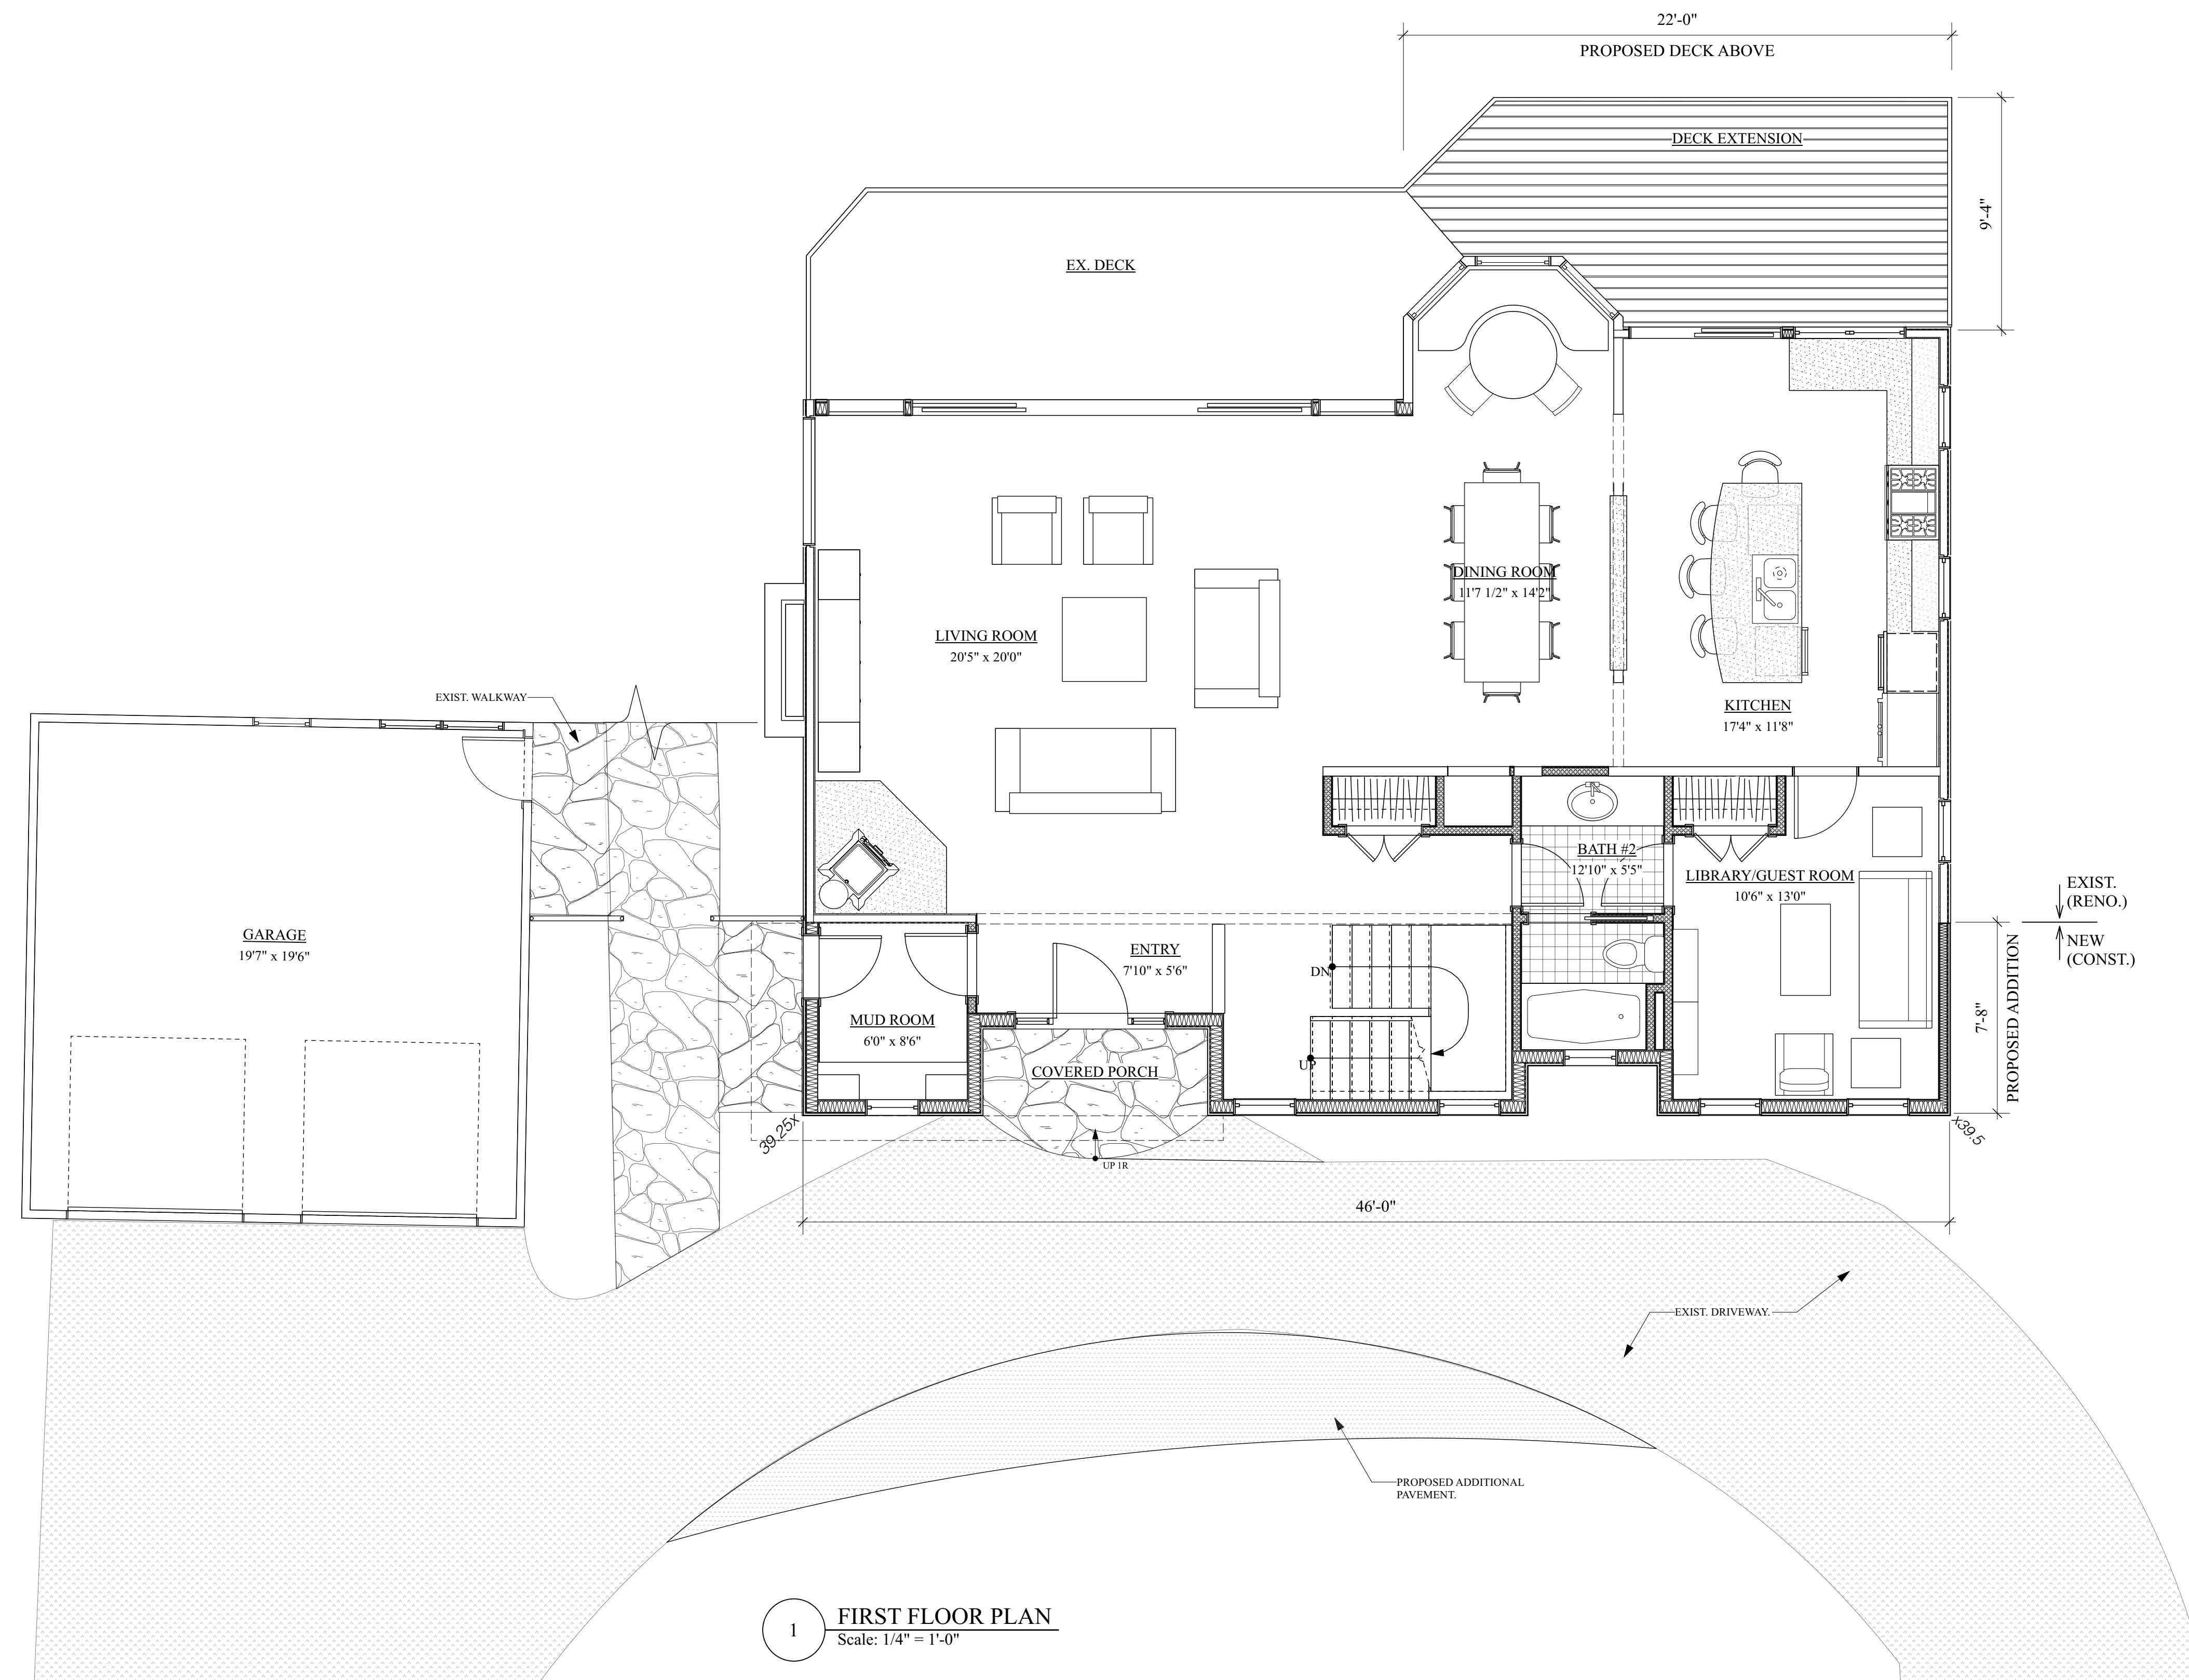 22'-0"
PROPOSED DECK ABOVE
DECK EXTENSION
9'-4"
EX. DECK
DINING ROOM
11'7 1/2" x 14'2"
LIVING ROOM
20'5" x 20'0"
EXIST. WALKWAY
KITCHEN
17'4" x 11'8"
BATH #2
12'10" x 5'5"
LIBRARY/GUEST ROOM
10'6" x 13'0"
EXIST.
(RENO.)
NEW
(CONST.)
GARAGE
19'7" x 19'6"
ENTRY
7'10" x 5'6"
DN
MUD ROOM
6'0" x 8'6"
7'-8"
PROPOSED ADDITION
COVERED PORCH
UP
39.25x
x39.5
UP 1R
46'-0"
EXIST. DRIVEWAY.
PROPOSED ADDITIONAL
PAVEMENT.
1
FIRST FLOOR PLAN
Scale: 1/4" = 1'-0"